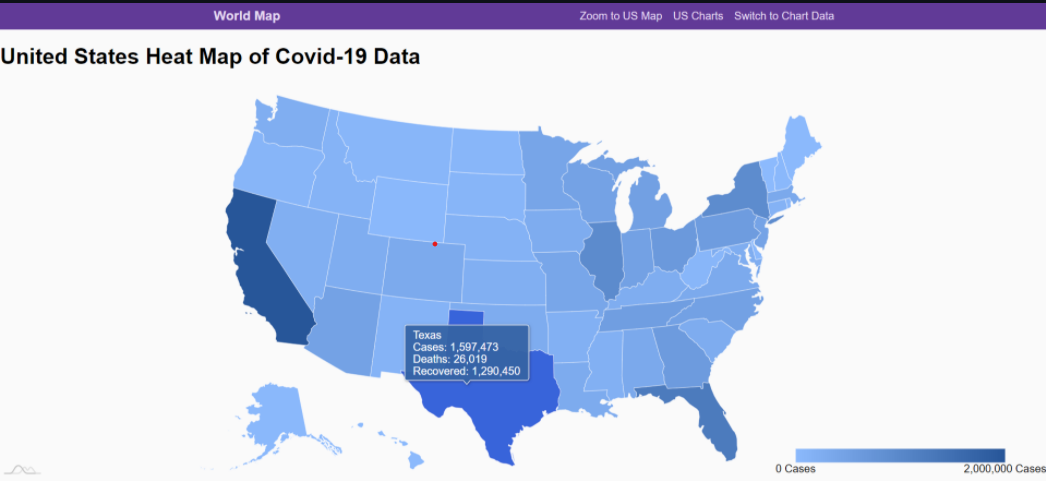 World Map
Zoom to US Map US Charts Switch to Chart Data
United States Heat Map of Covid-19 Data
Texas
Cases: 1,597,473
Deaths: 26,019
Recovered: 1,290,450
0 Cases
2,000,000 Cases